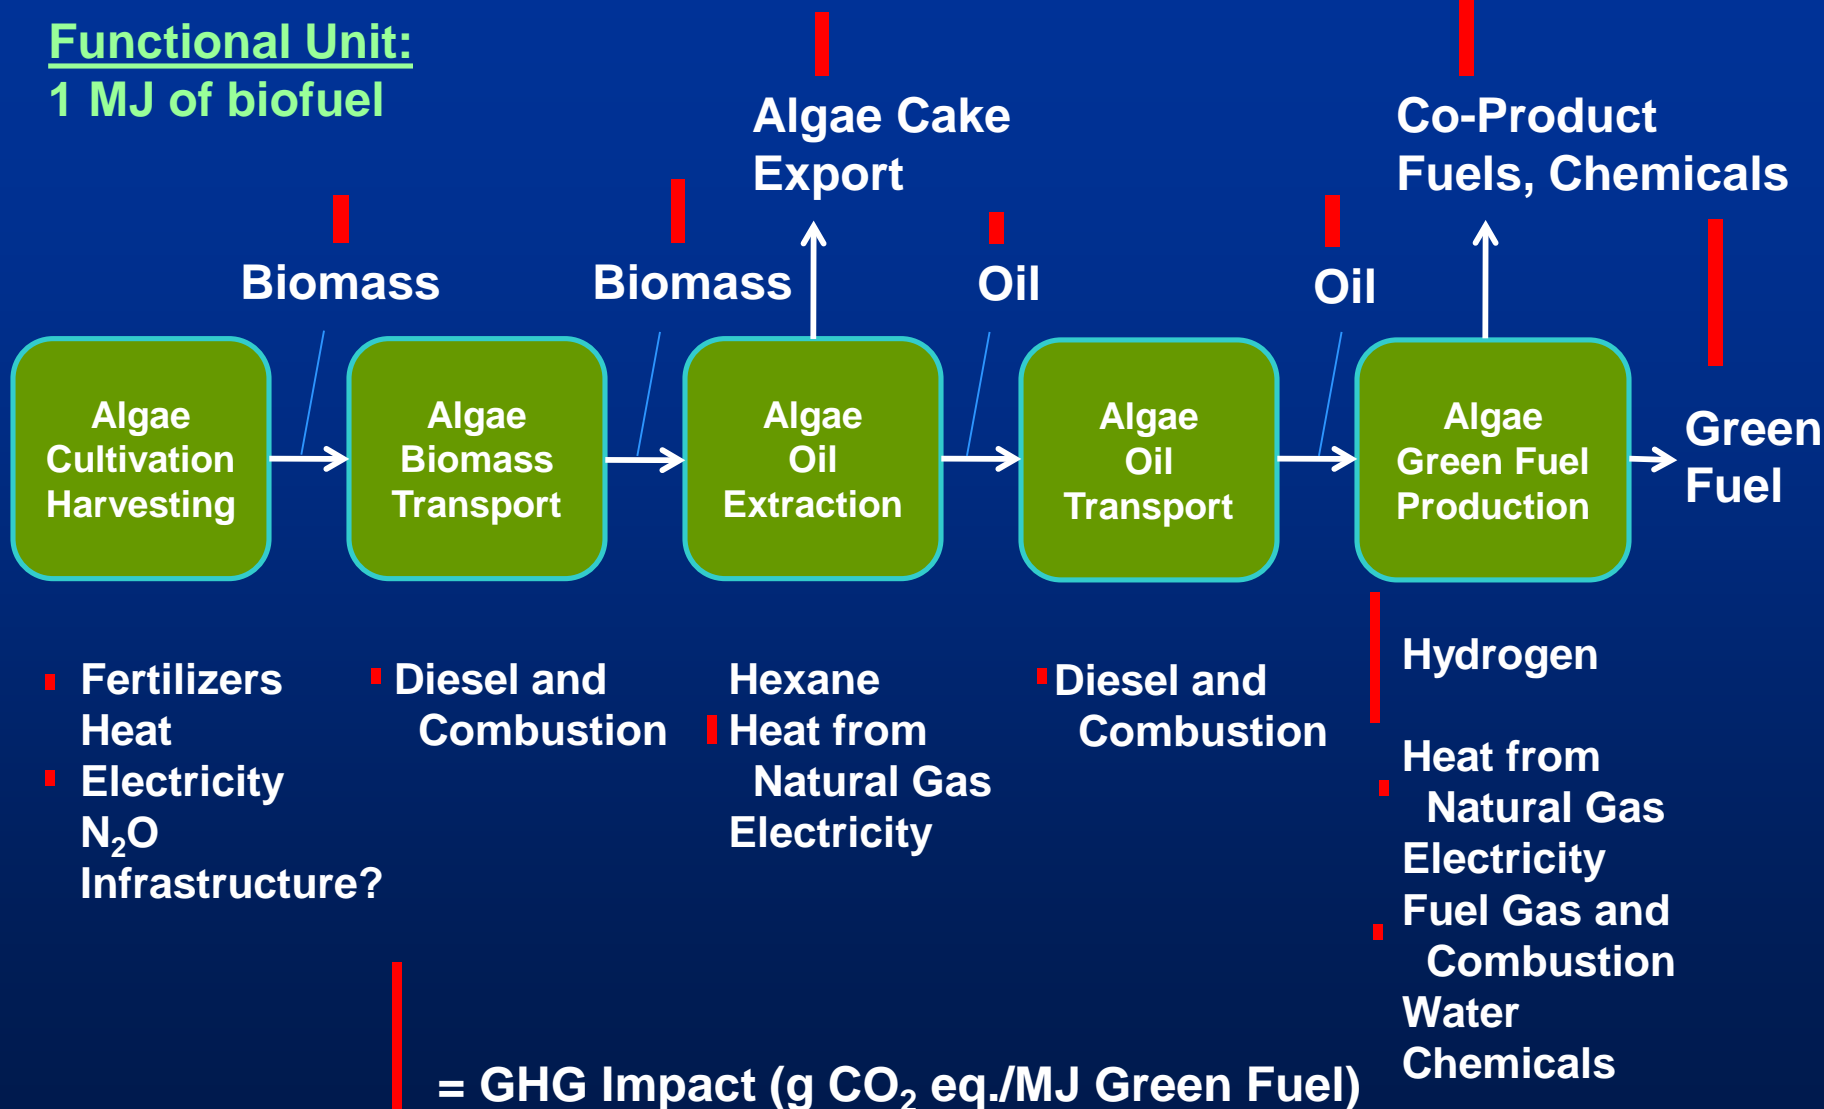 Functional Unit:
1 MJ of biofuel
Algae Cake
Export
Co-Product
Fuels, Chemicals
Biomass
Biomass
Oil
Oil
Algae
Cultivation
Harvesting
Algae
Biomass
Transport
Algae
Oil
Extraction
Algae
Oil
Transport
Algae
Green Fuel
Production
Green
Fuel
Fertilizers
Heat
Electricity
N₂O
Infrastructure?
Diesel and
Combustion
Hexane
Heat from
Natural Gas
Electricity
Diesel and
Combustion
Hydrogen
Heat from
Natural Gas
Electricity
Fuel Gas and
Combustion
Water
Chemicals
= GHG Impact (g CO₂ eq./MJ Green Fuel)